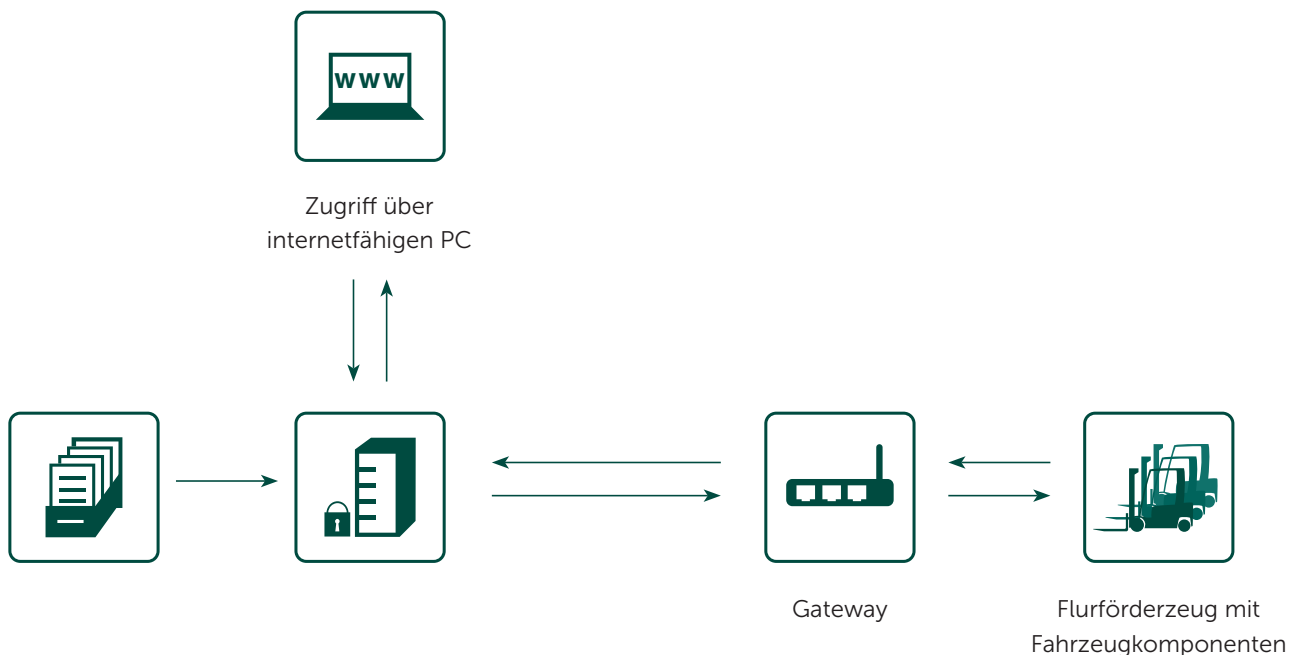 www
Zugriff über
internetfähigen PC
Gateway
Flurförderzeug mit
Fahrzeugkomponenten